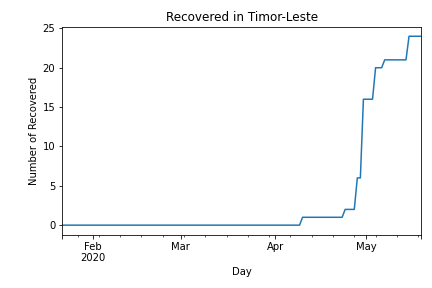 Recovered in Timor-Leste
25
20
15
10
5
0
Number of Recovered
Feb
2020
Mar
Apr
May
Day